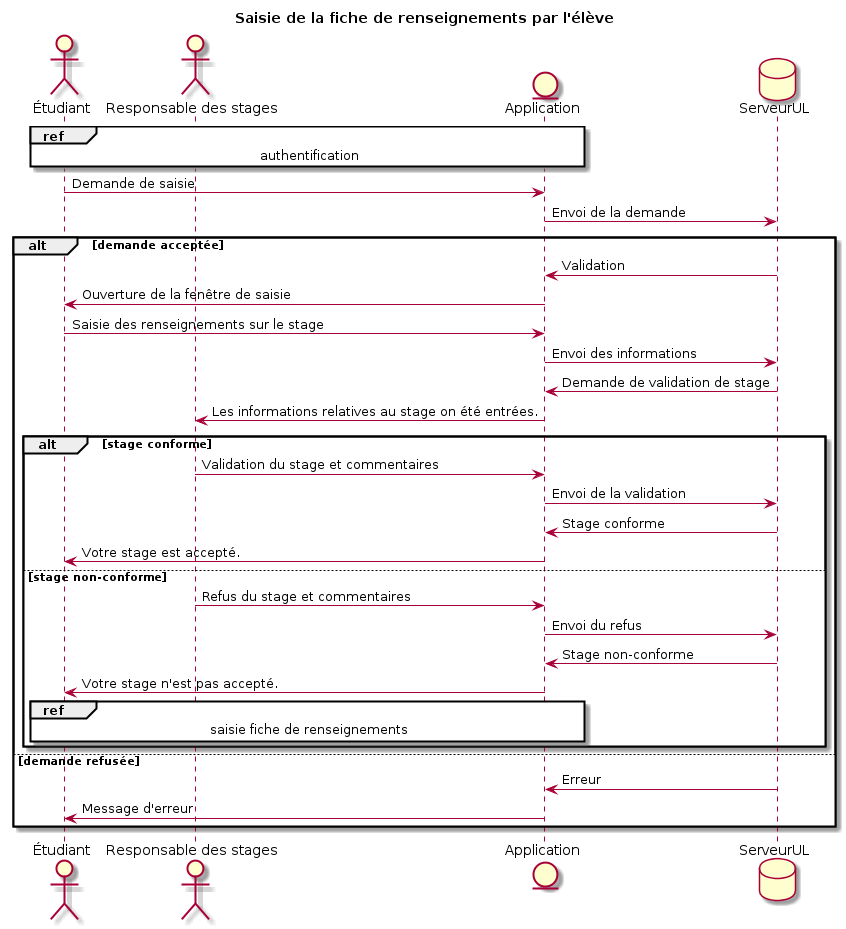 Saisie de la fiche de renseignements par l'élève
Étudiant
Responsable des stages
Application
ServeurUL
ref
authentification
Demande de saisie
Envoi de la demande
alt
[demande acceptée]
Validation
Ouverture de la fenêtre de saisie
Saisie des renseignements sur le stage
Envoi des informations
Demande de validation de stage
Les informations relatives au stage on été entrées.
alt
[stage conforme]
Validation du stage et commentaires
Envoi de la validation
Stage conforme
Votre stage est accepté.
[stage non-conforme]
Refus du stage et commentaires
Envoi du refus
Stage non-conforme
Votre stage n'est pas accepté.
ref
saisie fiche de renseignements
[demande refusée]
Erreur
Message d'erreur
Étudiant
Responsable des stages
Application
ServeurUL